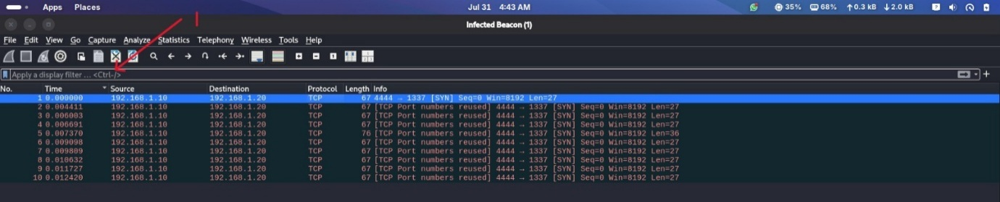 Apps Places Jul 31 4:43 AM 35% 68% ↑0.3 kB ↓2.0 kB
Infected Beacon (1)
File Edit View Go Capture Analyze Statistics Telephony Wireless Tools Help
Apply a display filter ... <Ctrl-/>
No. Time Source Destination Protocol Length Info
1 0.000000 192.168.1.10 192.168.1.20 TCP 67 4444 → 1337 [SYN] Seq=0 Win=8192 Len=27
2 0.004411 192.168.1.10 192.168.1.20 TCP 67 [TCP Port numbers reused] 4444 → 1337 [SYN] Seq=0 Win=8192 Len=27
3 0.006003 192.168.1.10 192.168.1.20 TCP 67 [TCP Port numbers reused] 4444 → 1337 [SYN] Seq=0 Win=8192 Len=27
4 0.006691 192.168.1.10 192.168.1.20 TCP 67 [TCP Port numbers reused] 4444 → 1337 [SYN] Seq=0 Win=8192 Len=27
5 0.007370 192.168.1.10 192.168.1.20 TCP 76 [TCP Port numbers reused] 4444 → 1337 [SYN] Seq=0 Win=8192 Len=36
6 0.009098 192.168.1.10 192.168.1.20 TCP 67 [TCP Port numbers reused] 4444 → 1337 [SYN] Seq=0 Win=8192 Len=27
7 0.009809 192.168.1.10 192.168.1.20 TCP 67 [TCP Port numbers reused] 4444 → 1337 [SYN] Seq=0 Win=8192 Len=27
8 0.010632 192.168.1.10 192.168.1.20 TCP 67 [TCP Port numbers reused] 4444 → 1337 [SYN] Seq=0 Win=8192 Len=27
9 0.011727 192.168.1.10 192.168.1.20 TCP 67 [TCP Port numbers reused] 4444 → 1337 [SYN] Seq=0 Win=8192 Len=27
10 0.012420 192.168.1.10 192.168.1.20 TCP 67 [TCP Port numbers reused] 4444 → 1337 [SYN] Seq=0 Win=8192 Len=27